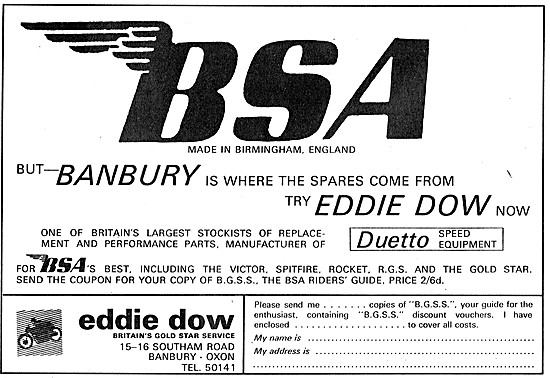 BSA
MADE IN BIRMINGHAM, ENGLAND
BUT—BANBURY IS WHERE THE SPARES COME FROM
TRY EDDIE DOW NOW
ONE OF BRITAIN'S LARGEST STOCKISTS OF REPLACE-
MENT AND PERFORMANCE PARTS, MANUFACTURER OF
Duetto SPEED EQUIPMENT
FOR BSA'S BEST, INCLUDING THE VICTOR, SPITFIRE, ROCKET, R.G.S. AND THE GOLD STAR.
SEND THE COUPON FOR YOUR COPY OF B.G.S.S., THE BSA RIDERS' GUIDE. PRICE 2/6d.
eddie dow
BRITAIN'S GOLD STAR SERVICE
15–16 SOUTHAM ROAD
BANBURY · OXON
TEL. 50141
Please send me . . . . . . . copies of "B.G.S.S.", your guide for the
enthusiast, containing "B.G.S.S." discount vouchers. I have
enclosed . . . . . . . . . . . . . . . . . . . . to cover all costs.
My name is ........................................
My address is ........................................